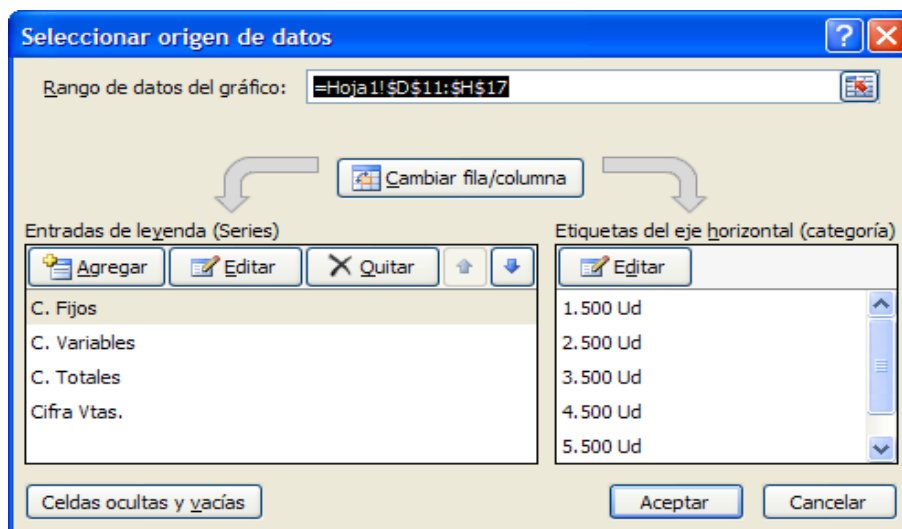 Seleccionar origen de datos
Rango de datos del gráfico: =Hoja1!$D$11:$H$17
Cambiar fila/columna
Entradas de leyenda (Series)
Agregar Editar Quitar
C. Fijos
C. Variables
C. Totales
Cifra Vtas.
Etiquetas del eje horizontal (categoría)
Editar
1.500 Ud
2.500 Ud
3.500 Ud
4.500 Ud
5.500 Ud
Celdas ocultas y vacías
Aceptar Cancelar